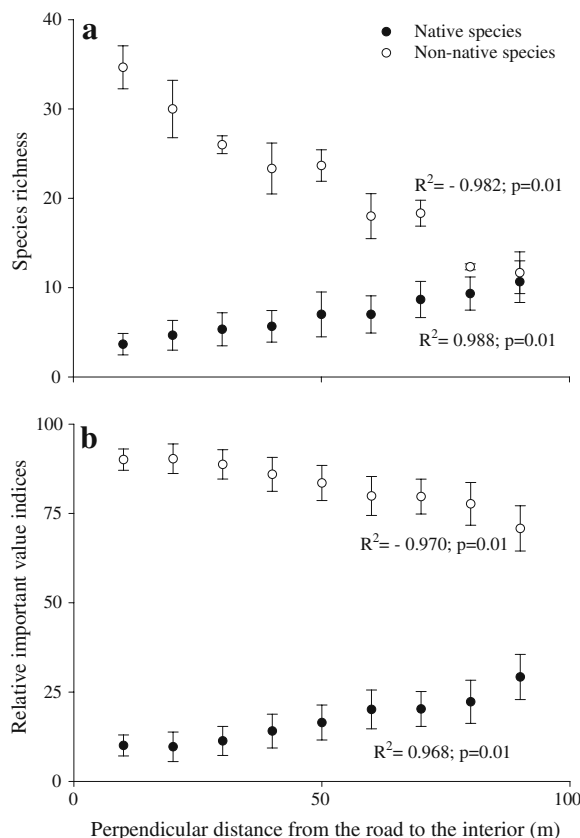 a
Native species
Non-native species
40
30
20
10
0
Species richness
R²= - 0.982; p=0.01
R²= 0.988; p=0.01
b
100
75
50
25
0
Relative important value indices
R²= - 0.970; p=0.01
R²= 0.968; p=0.01
0 50 100
Perpendicular distance from the road to the interior (m)